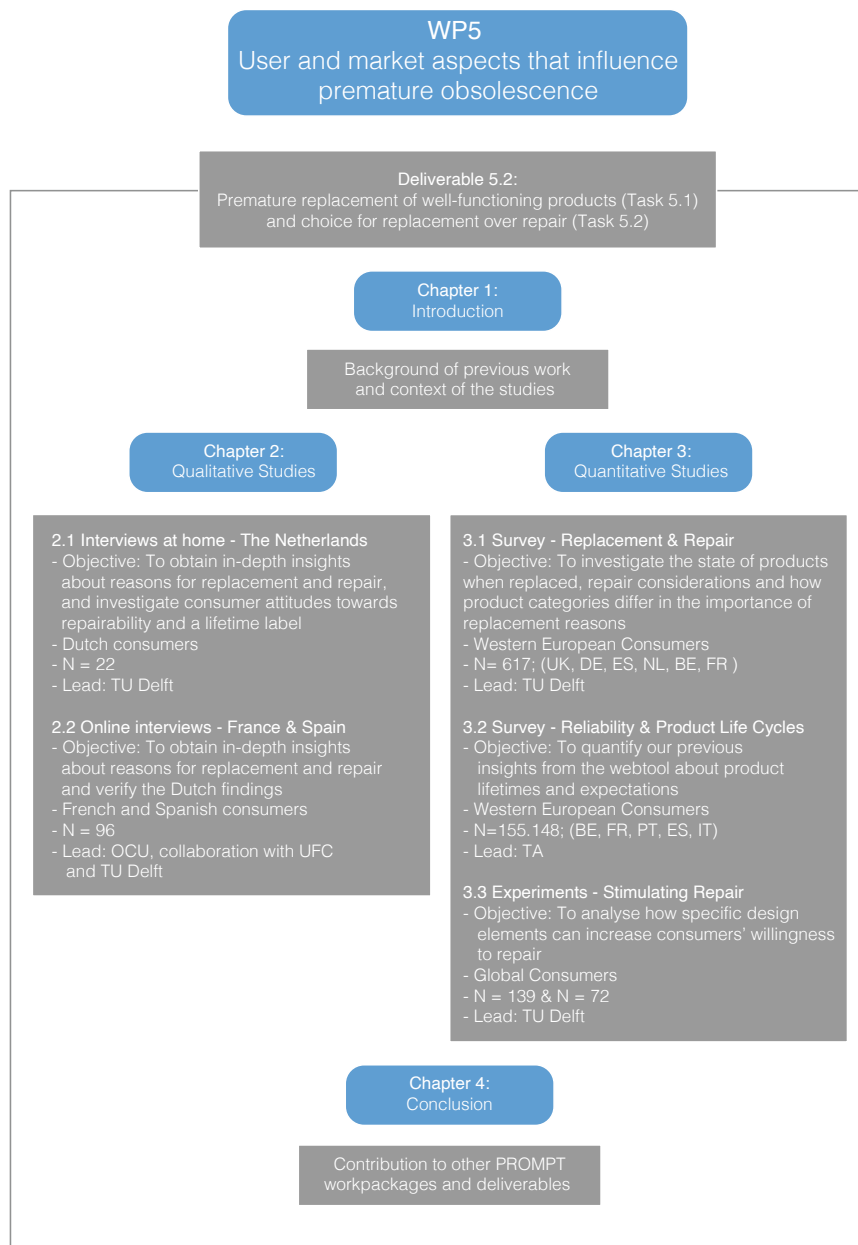 WP5
User and market aspects that influence
premature obsolescence
Deliverable 5.2:
Premature replacement of well-functioning products (Task 5.1)
and choice for replacement over repair (Task 5.2)
Chapter 1:
Introduction
Background of previous work
and context of the studies
Chapter 2:
Qualitative Studies
2.1 Interviews at home - The Netherlands
- Objective: To obtain in-depth insights
about reasons for replacement and repair,
and investigate consumer attitudes towards
repairability and a lifetime label
- Dutch consumers
- N = 22
- Lead: TU Delft
2.2 Online interviews - France & Spain
- Objective: To obtain in-depth insights
about reasons for replacement and repair
and verify the Dutch findings
- French and Spanish consumers
- N = 96
- Lead: OCU, collaboration with UFC
and TU Delft
Chapter 3:
Quantitative Studies
3.1 Survey - Replacement & Repair
- Objective: To investigate the state of products
when replaced, repair considerations and how
product categories differ in the importance of
replacement reasons
- Western European Consumers
- N= 617; (UK, DE, ES, NL, BE, FR )
- Lead: TU Delft
3.2 Survey - Reliability & Product Life Cycles
- Objective: To quantify our previous
insights from the webtool about product
lifetimes and expectations
- Western European Consumers
- N=155.148; (BE, FR, PT, ES, IT)
- Lead: TA
3.3 Experiments - Stimulating Repair
- Objective: To analyse how specific design
elements can increase consumers' willingness
to repair
- Global Consumers
- N = 139 & N = 72
- Lead: TU Delft
Chapter 4:
Conclusion
Contribution to other PROMPT
workpackages and deliverables